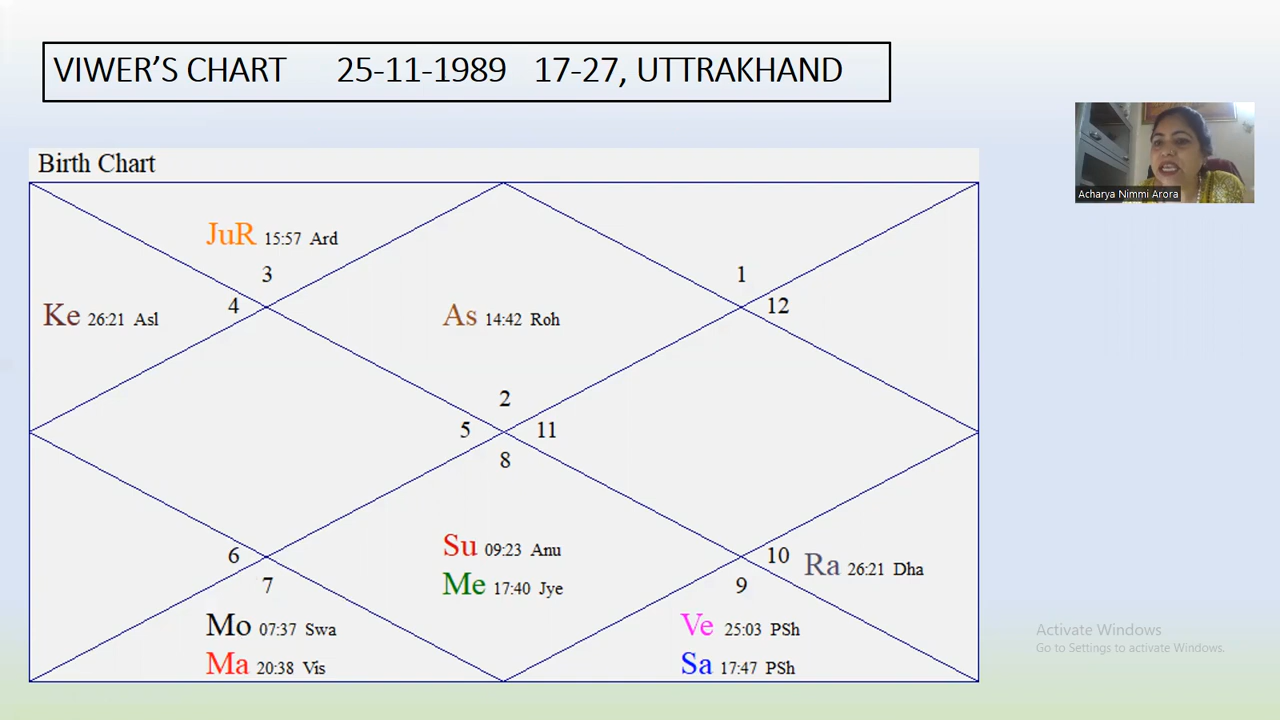 VIWER’S CHART 25-11-1989 17-27, UTTRAKHAND
Acharya Nimmi Arora
Birth Chart
JuR 15:57 Ard
3
1
4
12
Ke 26:21 Asl
As 14:42 Roh
2
5
11
8
Su 09:23 Anu
Me 17:40 Jye
6
7
10
9
Ra 26:21 Dha
Mo 07:37 Swa
Ma 20:38 Vis
Ve 25:03 PSh
Sa 17:47 PSh
Activate Windows
Go to Settings to activate Windows.